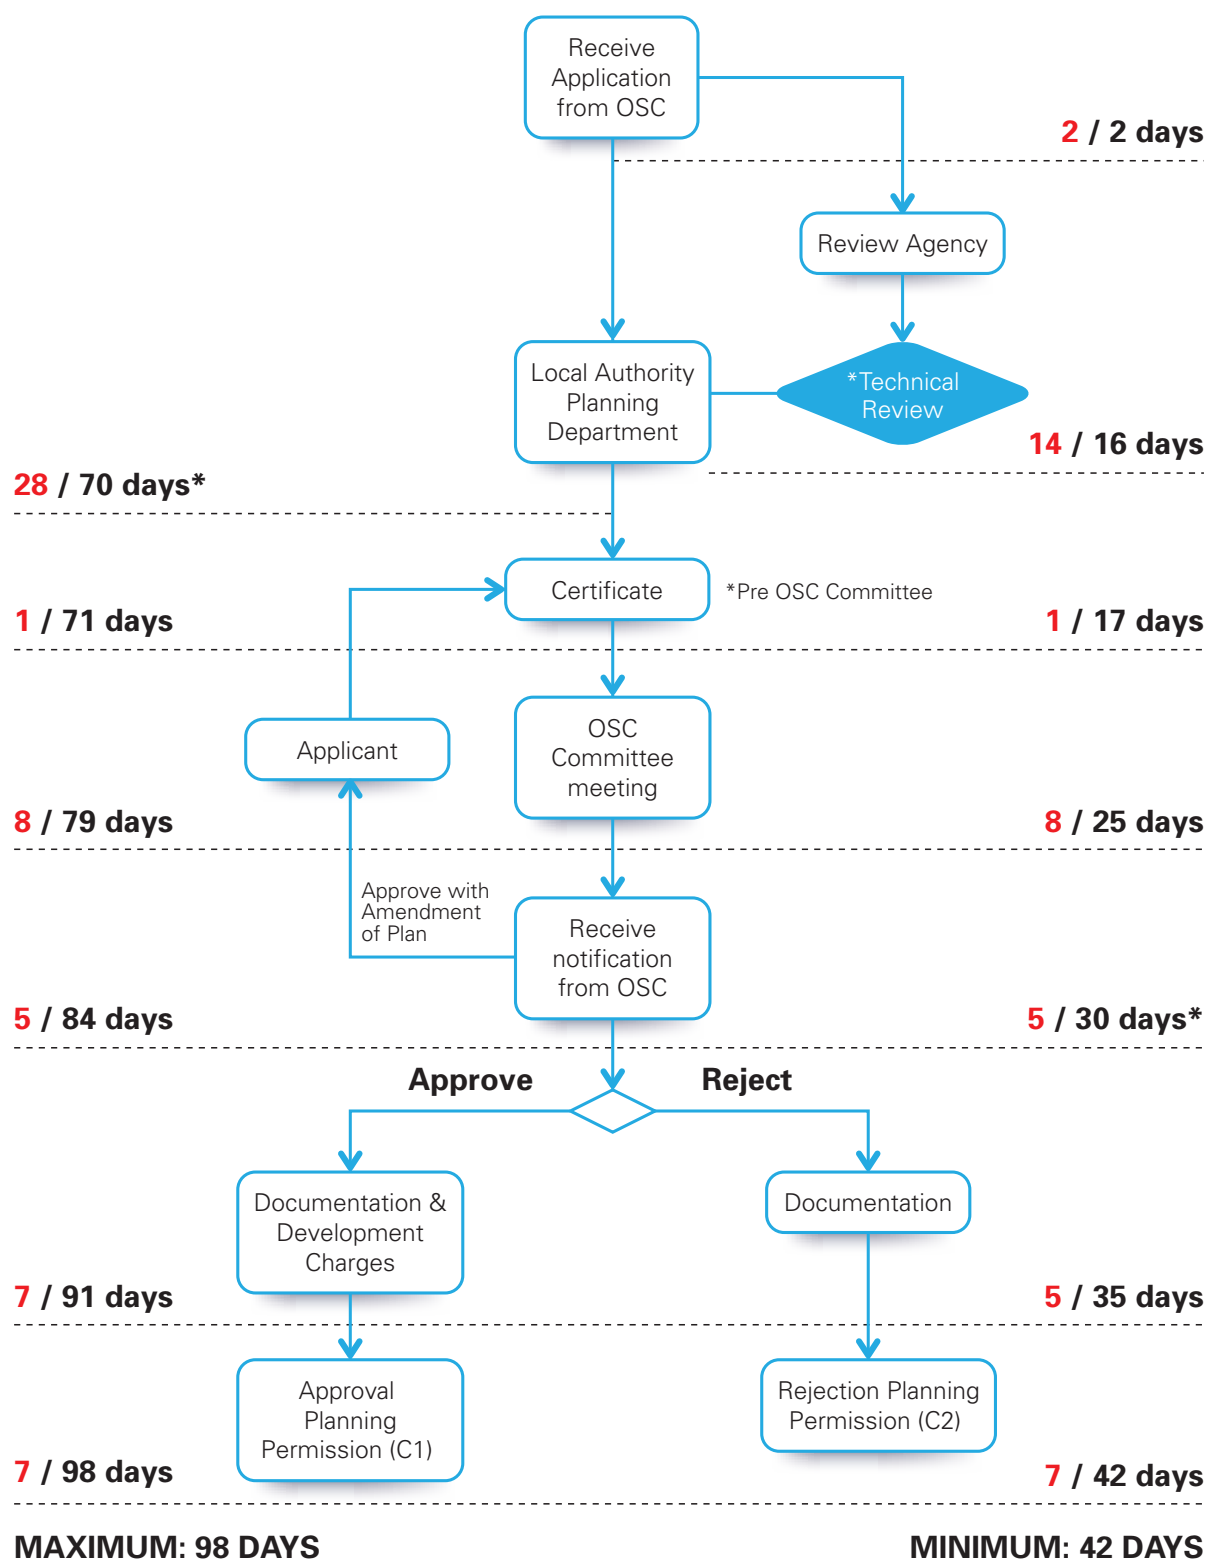 Receive
Application
from OSC
2 / 2 days
Review Agency
Local Authority
Planning
Department
*Technical
Review
14 / 16 days
28 / 70 days*
Certificate
*Pre OSC Committee
1 / 71 days
1 / 17 days
Applicant
OSC
Committee
meeting
8 / 79 days
8 / 25 days
Approve with
Amendment
of Plan
Receive
notification
from OSC
5 / 84 days
5 / 30 days*
Approve
Reject
Documentation &
Development
Charges
Documentation
7 / 91 days
5 / 35 days
Approval
Planning
Permission (C1)
Rejection Planning
Permission (C2)
7 / 98 days
7 / 42 days
MAXIMUM: 98 DAYS
MINIMUM: 42 DAYS